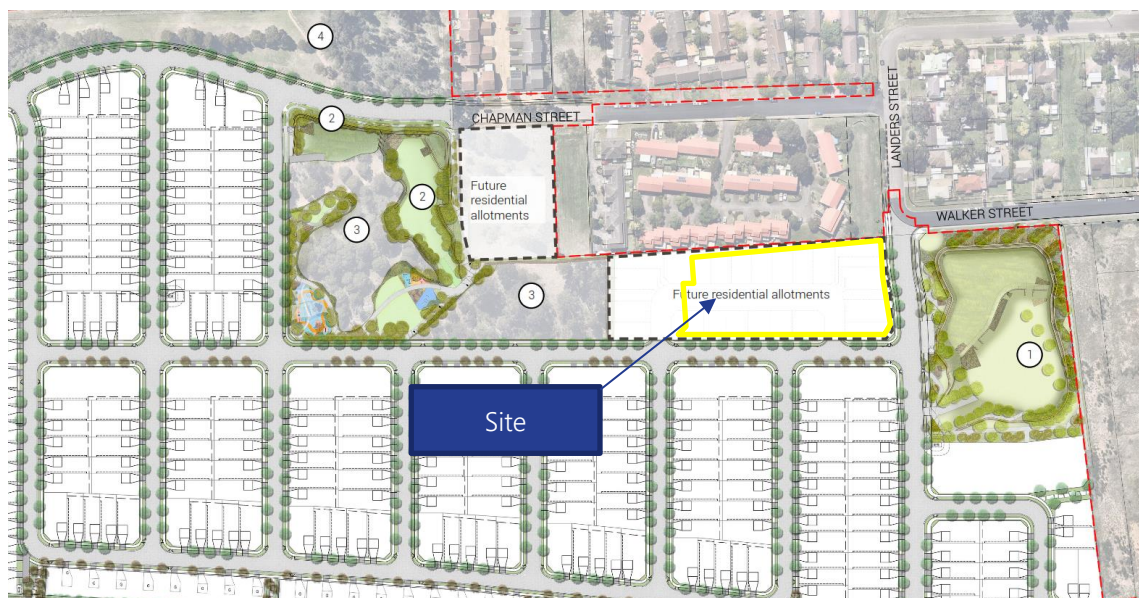 4
CHAPMAN STREET
LANDERS STREET
2
Future
residential
allotments
2
WALKER STREET
3
3
Future residential allotments
1
Site